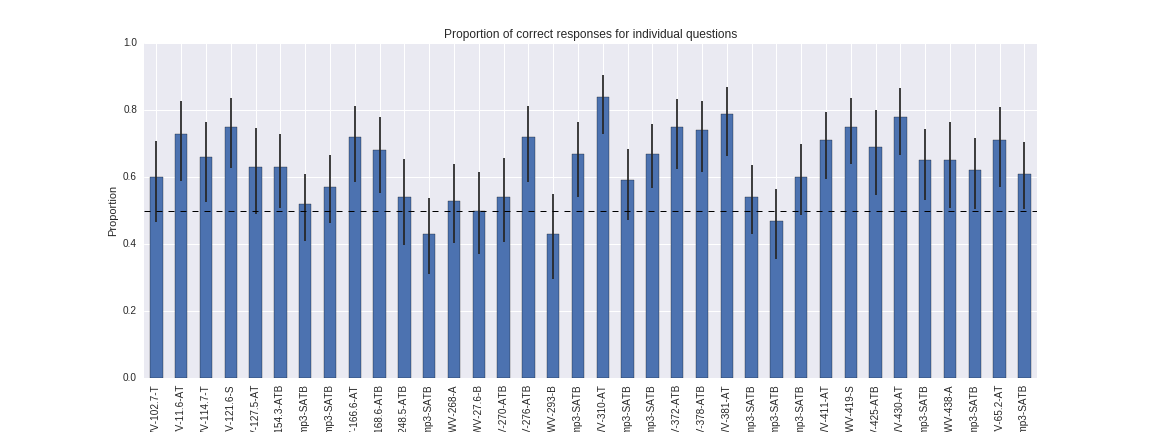 Proportion of correct responses for individual questions
Proportion
1.0
0.8
0.6
0.4
0.2
0.0
V-102.7-T
V-11.6-AT
V-114.7-T
V-121.6-S
V-127.5-AT
154.3-ATB
mp3-SATB
mp3-SATB
V-166.6-AT
168.6-ATB
248.5-ATB
mp3-SATB
WV-268-A
WV-27.6-B
V-270-ATB
V-276-ATB
WV-293-B
mp3-SATB
VV-310-AT
mp3-SATB
mp3-SATB
V-372-ATB
V-378-ATB
VV-381-AT
mp3-SATB
mp3-SATB
mp3-SATB
VV-411-AT
WV-419-S
V-425-ATB
VV-430-AT
mp3-SATB
WV-438-A
mp3-SATB
V-65.2-AT
mp3-SATB